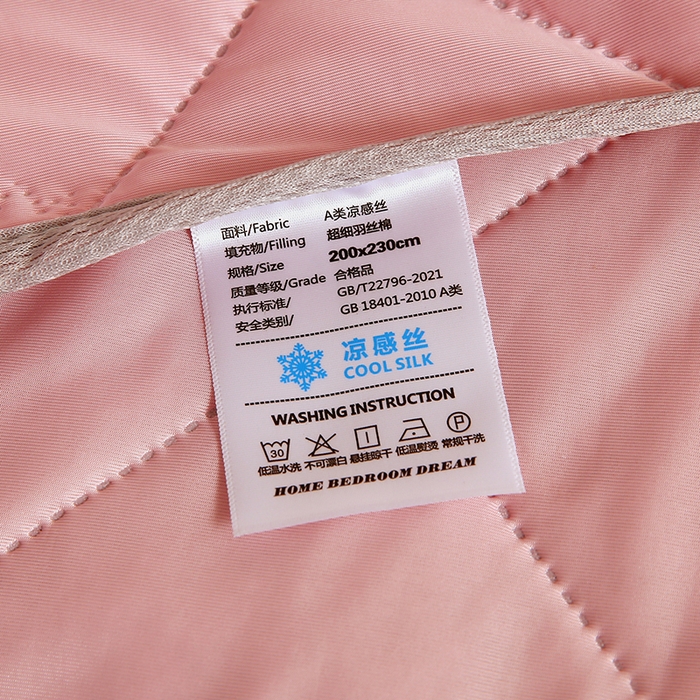 面料/Fabric A类凉感丝
填充物/Filling 超细羽丝棉
规格/Size 200x230cm
质量等级/Grade 合格品
执行标准/ GB/T22796-2021
安全类别/ GB 18401-2010 A类
凉感丝
COOL SILK
WASHING INSTRUCTION
30 P
低温水洗 不可漂白 悬挂晾干 低温熨烫 常规干洗
HOME BEDROOM DREAM